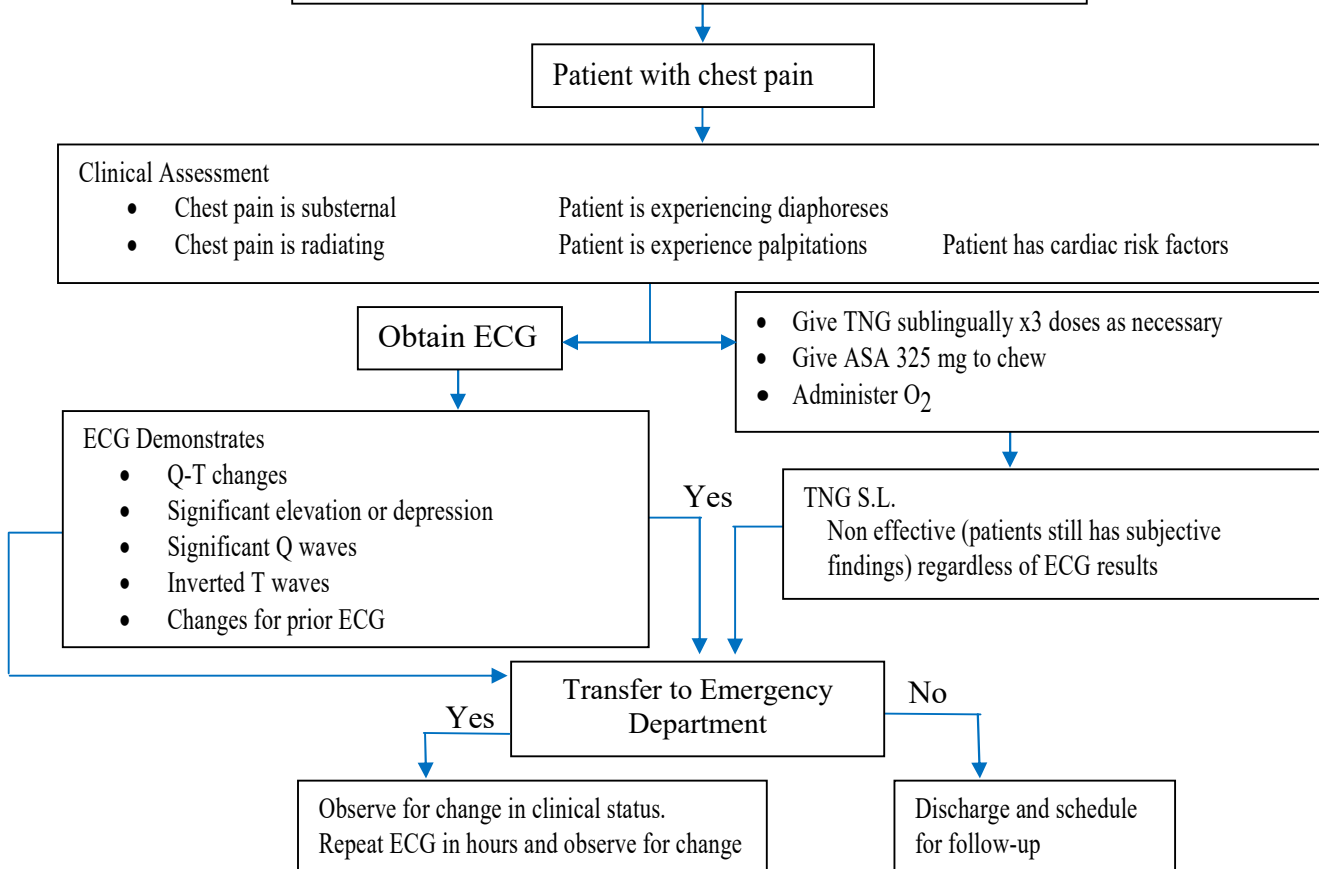 Patient with chest pain
Clinical Assessment
• Chest pain is substernal Patient is experiencing diaphoreses
• Chest pain is radiating Patient is experience palpitations Patient has cardiac risk factors
Obtain ECG
• Give TNG sublingually x3 doses as necessary
• Give ASA 325 mg to chew
• Administer O2
ECG Demonstrates
• Q-T changes
• Significant elevation or depression
• Significant Q waves
• Inverted T waves
• Changes for prior ECG
Yes
TNG S.L.
Non effective (patients still has subjective
findings) regardless of ECG results
Transfer to Emergency
Department
Yes
No
Observe for change in clinical status.
Repeat ECG in hours and observe for change
Discharge and schedule
for follow-up